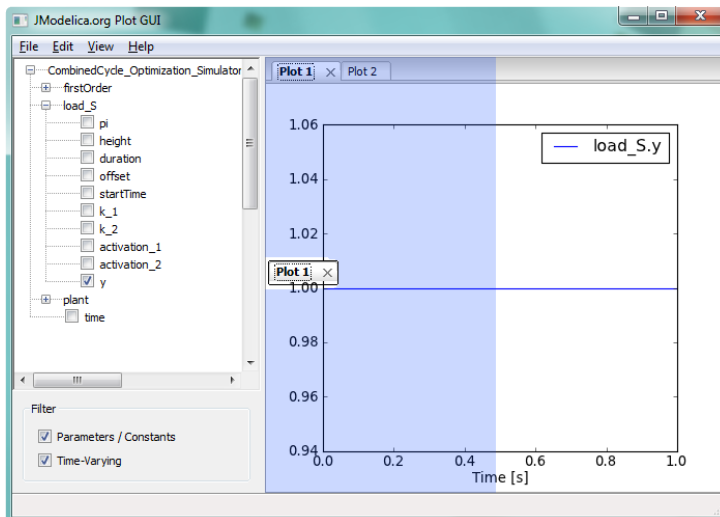 JModelica.org Plot GUI
File Edit View Help
CombinedCycle_Optimization_Simulator
firstOrder
load_S
pi
height
duration
offset
startTime
k_1
k_2
activation_1
activation_2
y
plant
time
Filter
Parameters / Constants
Time-Varying
Plot 1 Plot 2
1.06
load_S.y
1.04
1.02
Plot 1
1.00
0.98
0.96
0.94
0.0 0.2 0.4 0.6 0.8 1.0
Time [s]